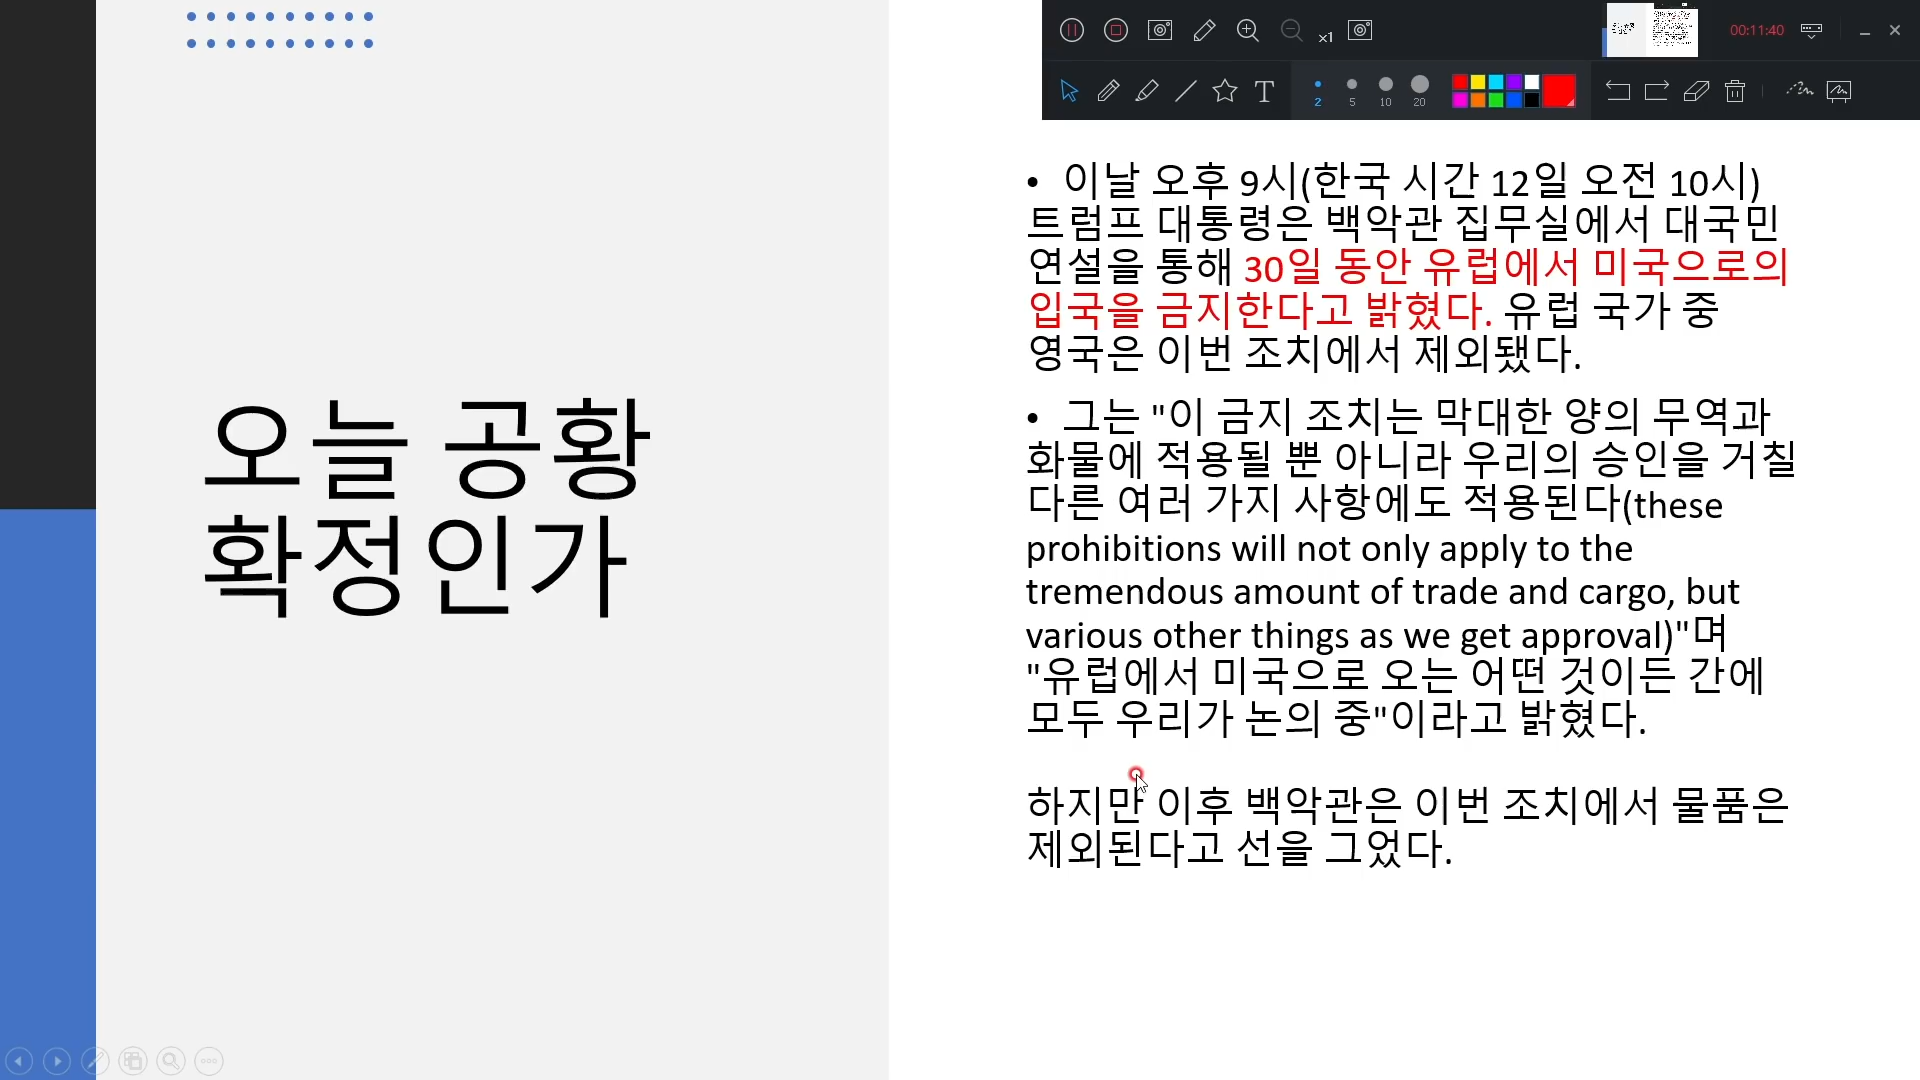 x1
00:11:40
2 5 10 20
오늘 공황
확정인가
• 이날 오후 9시(한국 시간 12일 오전 10시)
트럼프 대통령은 백악관 집무실에서 대국민
연설을 통해 30일 동안 유럽에서 미국으로의
입국을 금지한다고 밝혔다. 유럽 국가 중
영국은 이번 조치에서 제외됐다.
• 그는 "이 금지 조치는 막대한 양의 무역과
화물에 적용될 뿐 아니라 우리의 승인을 거칠
다른 여러 가지 사항에도 적용된다(these
prohibitions will not only apply to the
tremendous amount of trade and cargo, but
various other things as we get approval)"며
"유럽에서 미국으로 오는 어떤 것이든 간에
모두 우리가 논의 중"이라고 밝혔다.
하지만 이후 백악관은 이번 조치에서 물품은
제외된다고 선을 그었다.